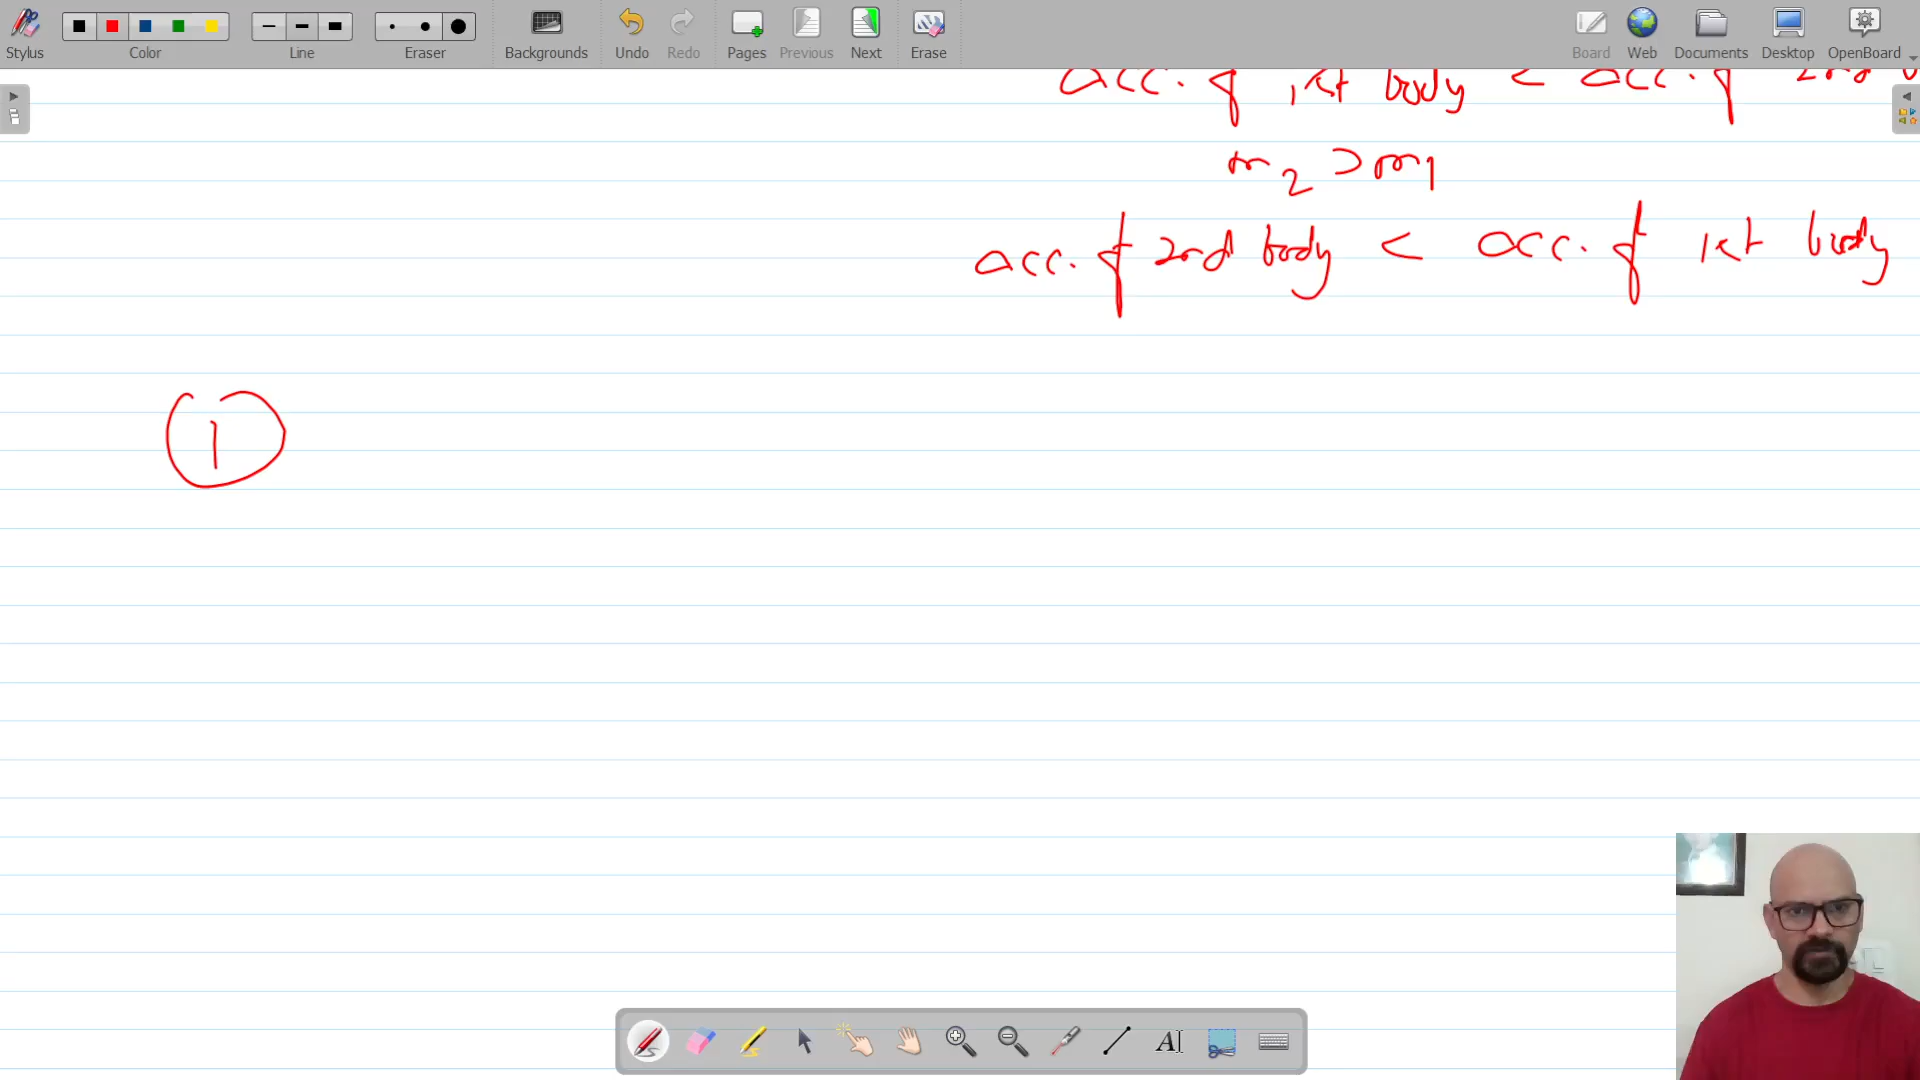 Stylus Color Line Eraser Backgrounds Undo Redo Pages Previous Next Erase Board Web Documents Desktop OpenBoard
acc. of 1st body < acc. of 2nd
m2 > m1
acc. of 2nd body < acc. of 1st body
1
A